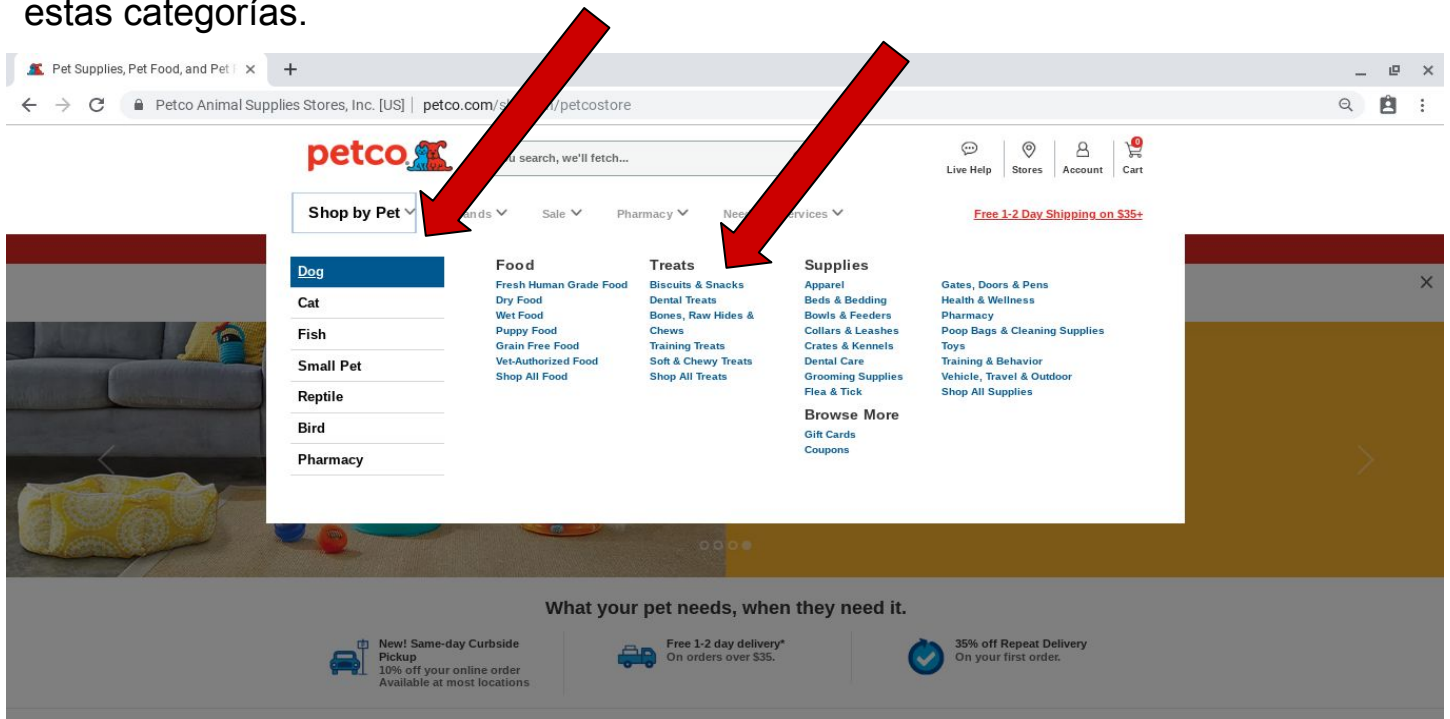 estas categorías.
Pet Supplies, Pet Food, and Pet
Petco Animal Supplies Stores, Inc. [US] | petco.com/ /petcostore
petco
search, we'll fetch...
Live Help
Stores
Account
0
Cart
Shop by Pet
Sale
Pharmacy
Free 1-2 Day Shipping on $35+
Dog
Cat
Fish
Small Pet
Reptile
Bird
Pharmacy
Food
Fresh Human Grade Food
Dry Food
Wet Food
Puppy Food
Grain Free Food
Vet-Authorized Food
Shop All Food
Treats
Biscuits & Snacks
Dental Treats
Bones, Raw Hides &
Chews
Training Treats
Soft & Chewy Treats
Shop All Treats
Supplies
Apparel
Beds & Bedding
Bowls & Feeders
Collars & Leashes
Crates & Kennels
Dental Care
Grooming Supplies
Flea & Tick
Gates, Doors & Pens
Health & Wellness
Pharmacy
Poop Bags & Cleaning Supplies
Toys
Training & Behavior
Vehicle, Travel & Outdoor
Shop All Supplies
Browse More
Gift Cards
Coupons
What your pet needs, when they need it.
New! Same-day Curbside
Pickup
10% off your online order
Available at most locations
Free 1-2 day delivery*
On orders over $35.
35% off Repeat Delivery
On your first order.